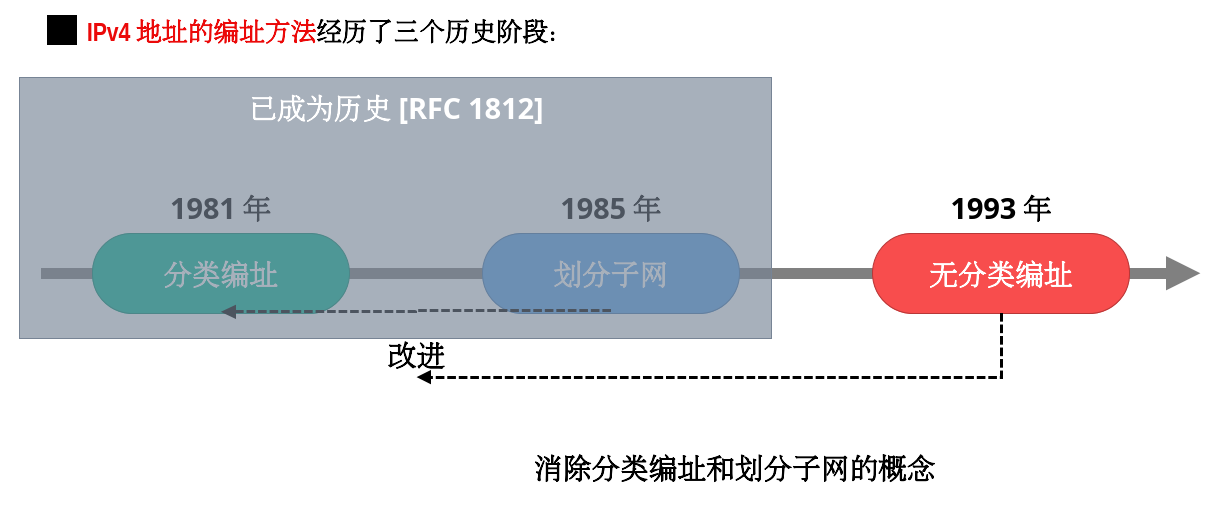 IPv4 地址的编址方法经历了三个历史阶段：
已成为历史 [RFC 1812]
1981 年
1985 年
1993 年
分类编址
划分子网
无分类编址
改进
消除分类编址和划分子网的概念